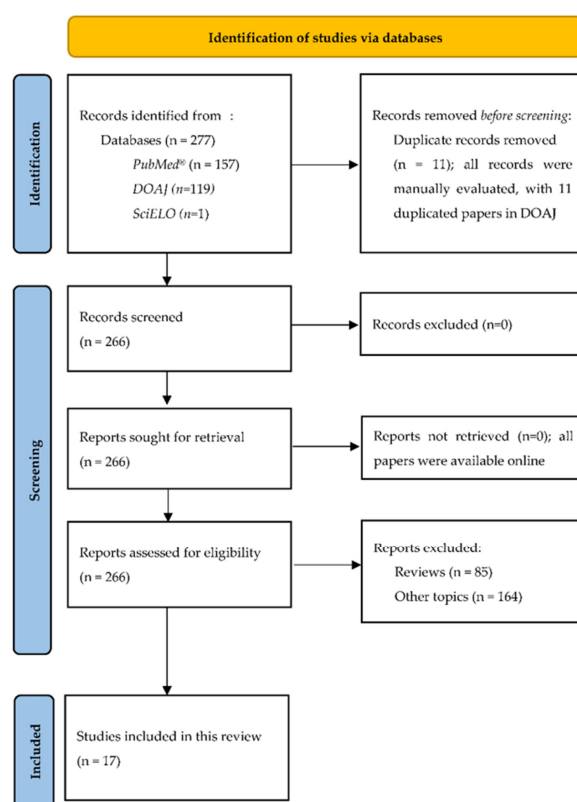 Identification of studies via databases
Identification
Records identified from :
Databases (n = 277)
PubMed® (n = 157)
DOAJ (n=119)
SciELO (n=1)
Records removed before screening:
Duplicate records removed
(n = 11); all records were
manually evaluated, with 11
duplicated papers in DOAJ
Screening
Records screened
(n = 266)
Records excluded (n=0)
Reports sought for retrieval
(n = 266)
Reports not retrieved (n=0); all
papers were available online
Reports assessed for eligibility
(n = 266)
Reports excluded:
Reviews (n = 85)
Other topics (n = 164)
Included
Studies included in this review
(n = 17)